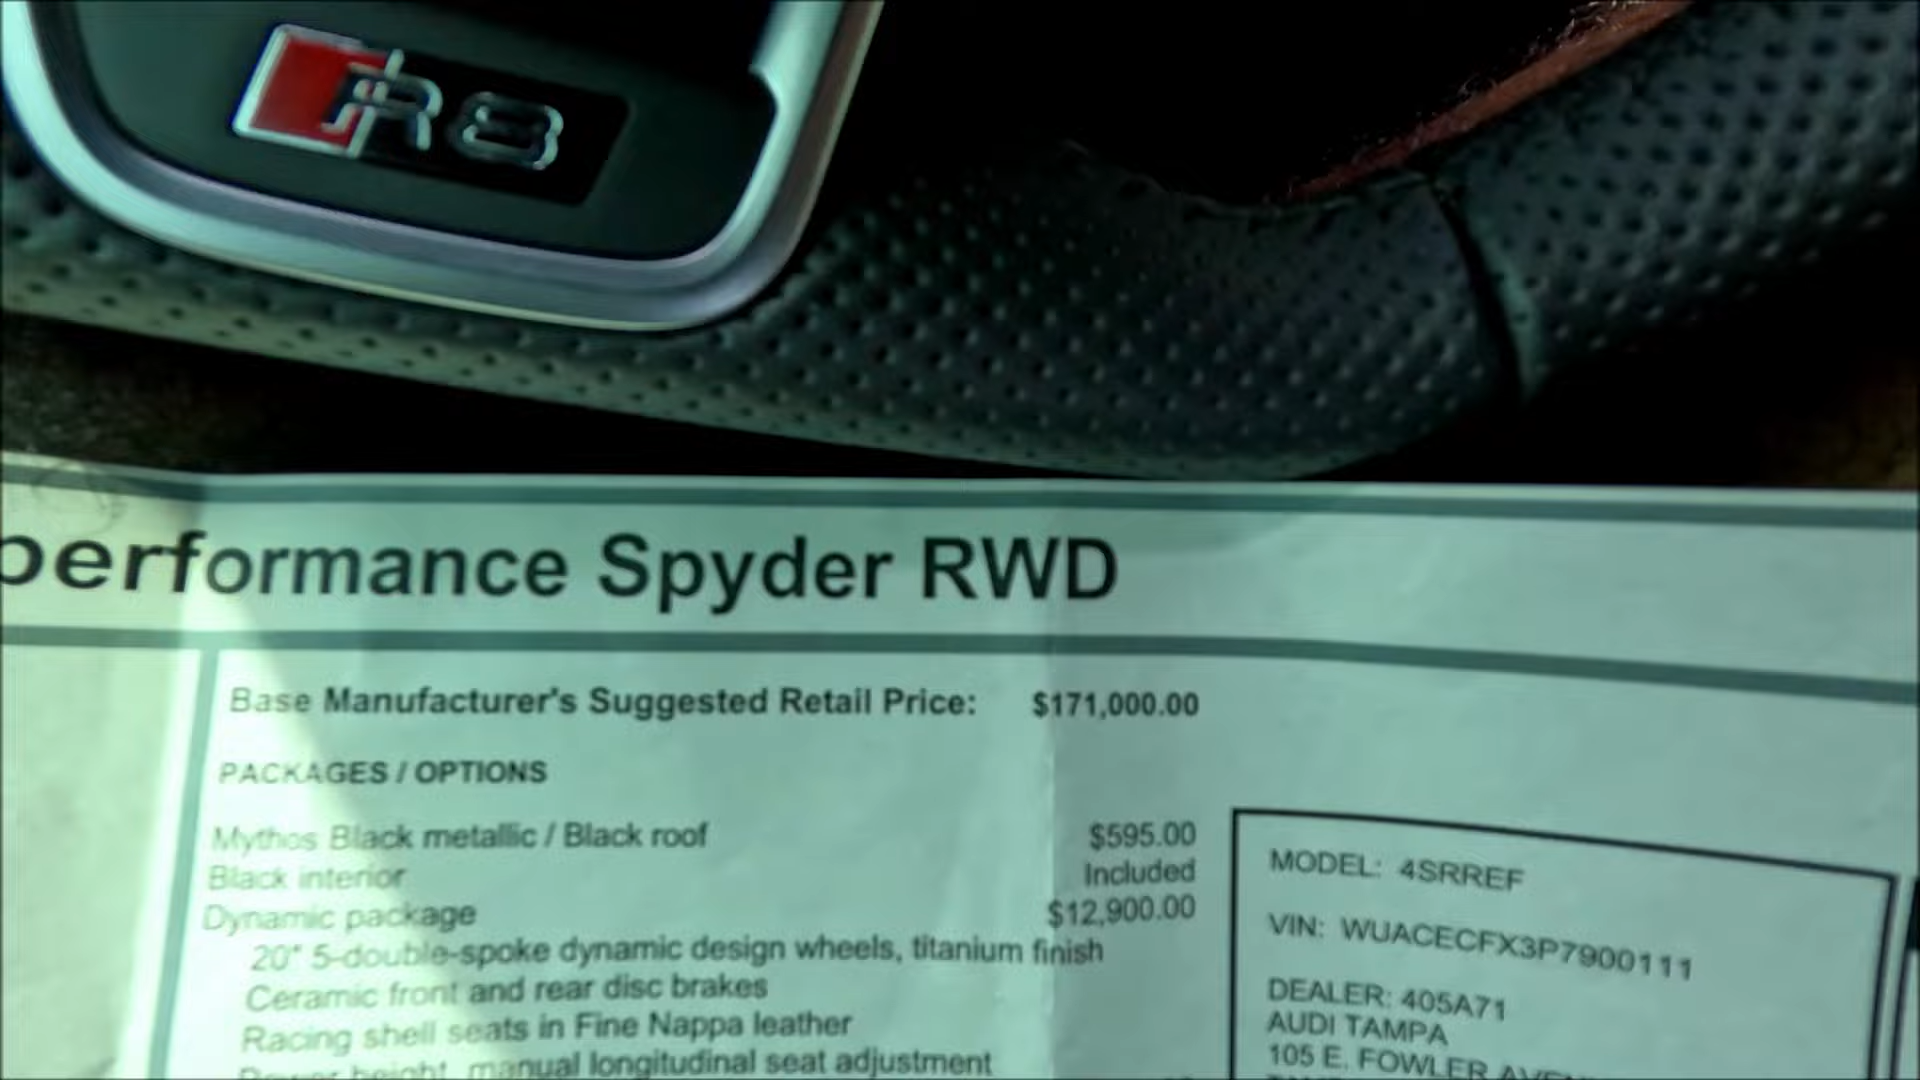 R8
performance Spyder RWD
Base Manufacturer's Suggested Retail Price: $171,000.00
PACKAGES / OPTIONS
Mythos Black metallic / Black roof $595.00
Black interior Included
Dynamic package $12,900.00
20" 5-double-spoke dynamic design wheels, titanium finish
Ceramic front and rear disc brakes
Racing shell seats in Fine Nappa leather
Power height, manual longitudinal seat adjustment
MODEL: 4SRREF
VIN: WUACECFX3P7900111
DEALER: 405A71
AUDI TAMPA
105 E. FOWLER